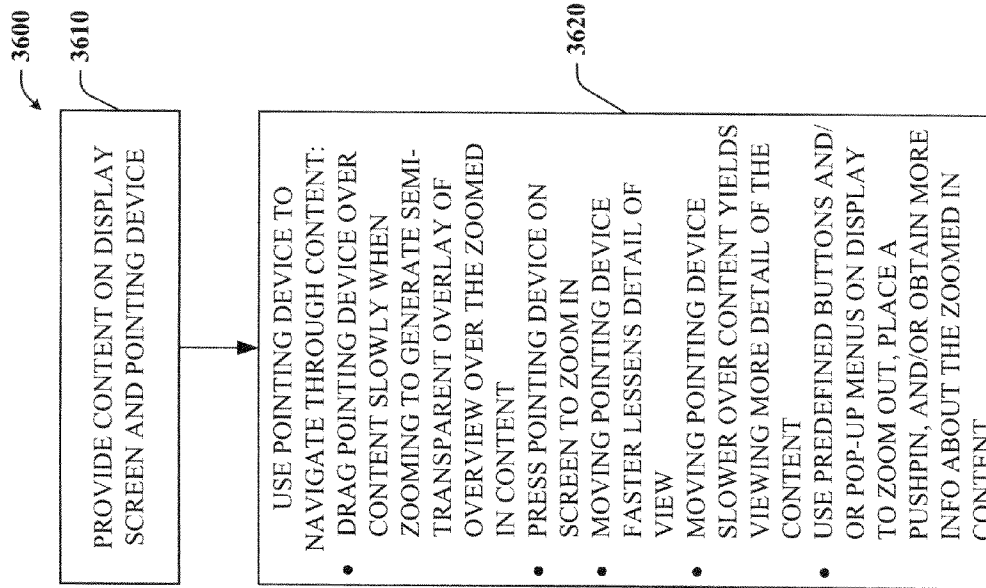 3600
3610
PROVIDE CONTENT ON DISPLAY
SCREEN AND POINTING DEVICE
3620
USE POINTING DEVICE TO
NAVIGATE THROUGH CONTENT:
• DRAG POINTING DEVICE OVER
CONTENT SLOWLY WHEN
ZOOMING TO GENERATE SEMI-
TRANSPARENT OVERLAY OF
OVERVIEW OVER THE ZOOMED
IN CONTENT
• PRESS POINTING DEVICE ON
SCREEN TO ZOOM IN
• MOVING POINTING DEVICE
FASTER LESSENS DETAIL OF
VIEW
• MOVING POINTING DEVICE
SLOWER OVER CONTENT YIELDS
VIEWING MORE DETAIL OF THE
CONTENT
• USE PREDEFINED BUTTONS AND/
OR POP-UP MENUS ON DISPLAY
TO ZOOM OUT, PLACE A
PUSHPIN, AND/OR OBTAIN MORE
INFO ABOUT THE ZOOMED IN
CONTENT